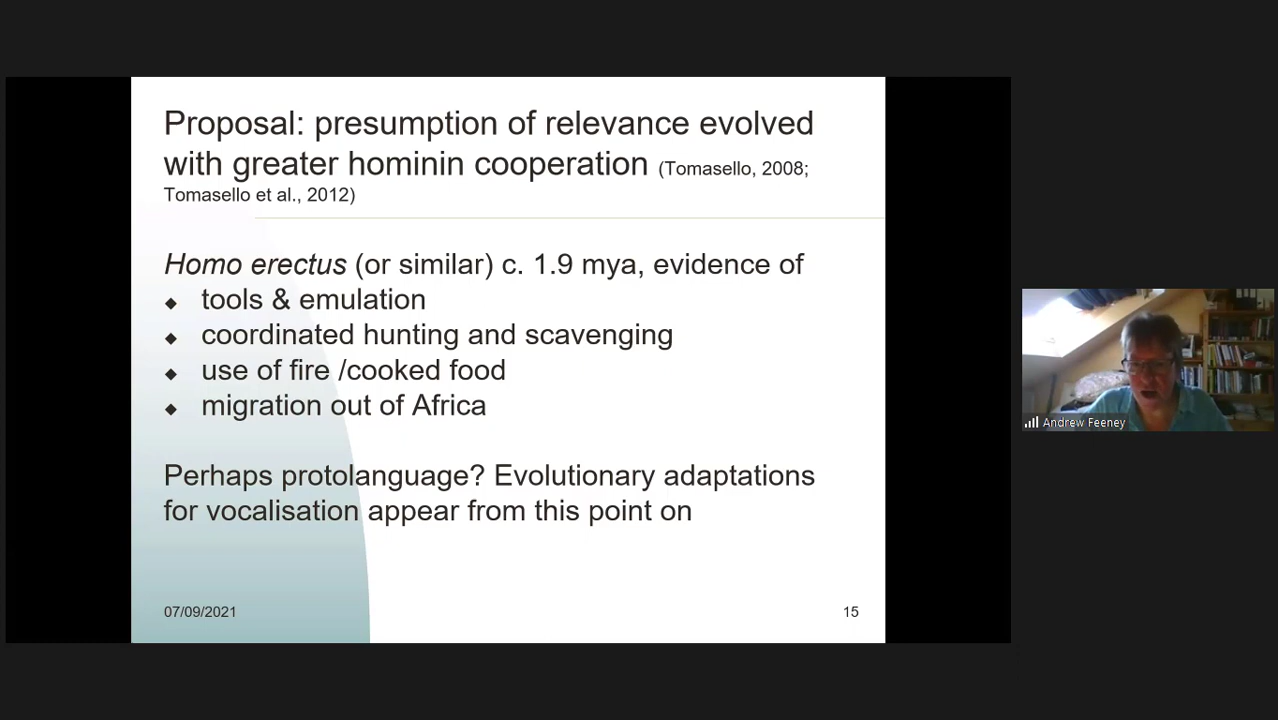 Proposal: presumption of relevance evolved
with greater hominin cooperation (Tomasello, 2008;
Tomasello et al., 2012)
Homo erectus (or similar) c. 1.9 mya, evidence of
◆ tools & emulation
◆ coordinated hunting and scavenging
◆ use of fire /cooked food
◆ migration out of Africa
Perhaps protolanguage? Evolutionary adaptations
for vocalisation appear from this point on
07/09/2021
15
Andrew Feeney